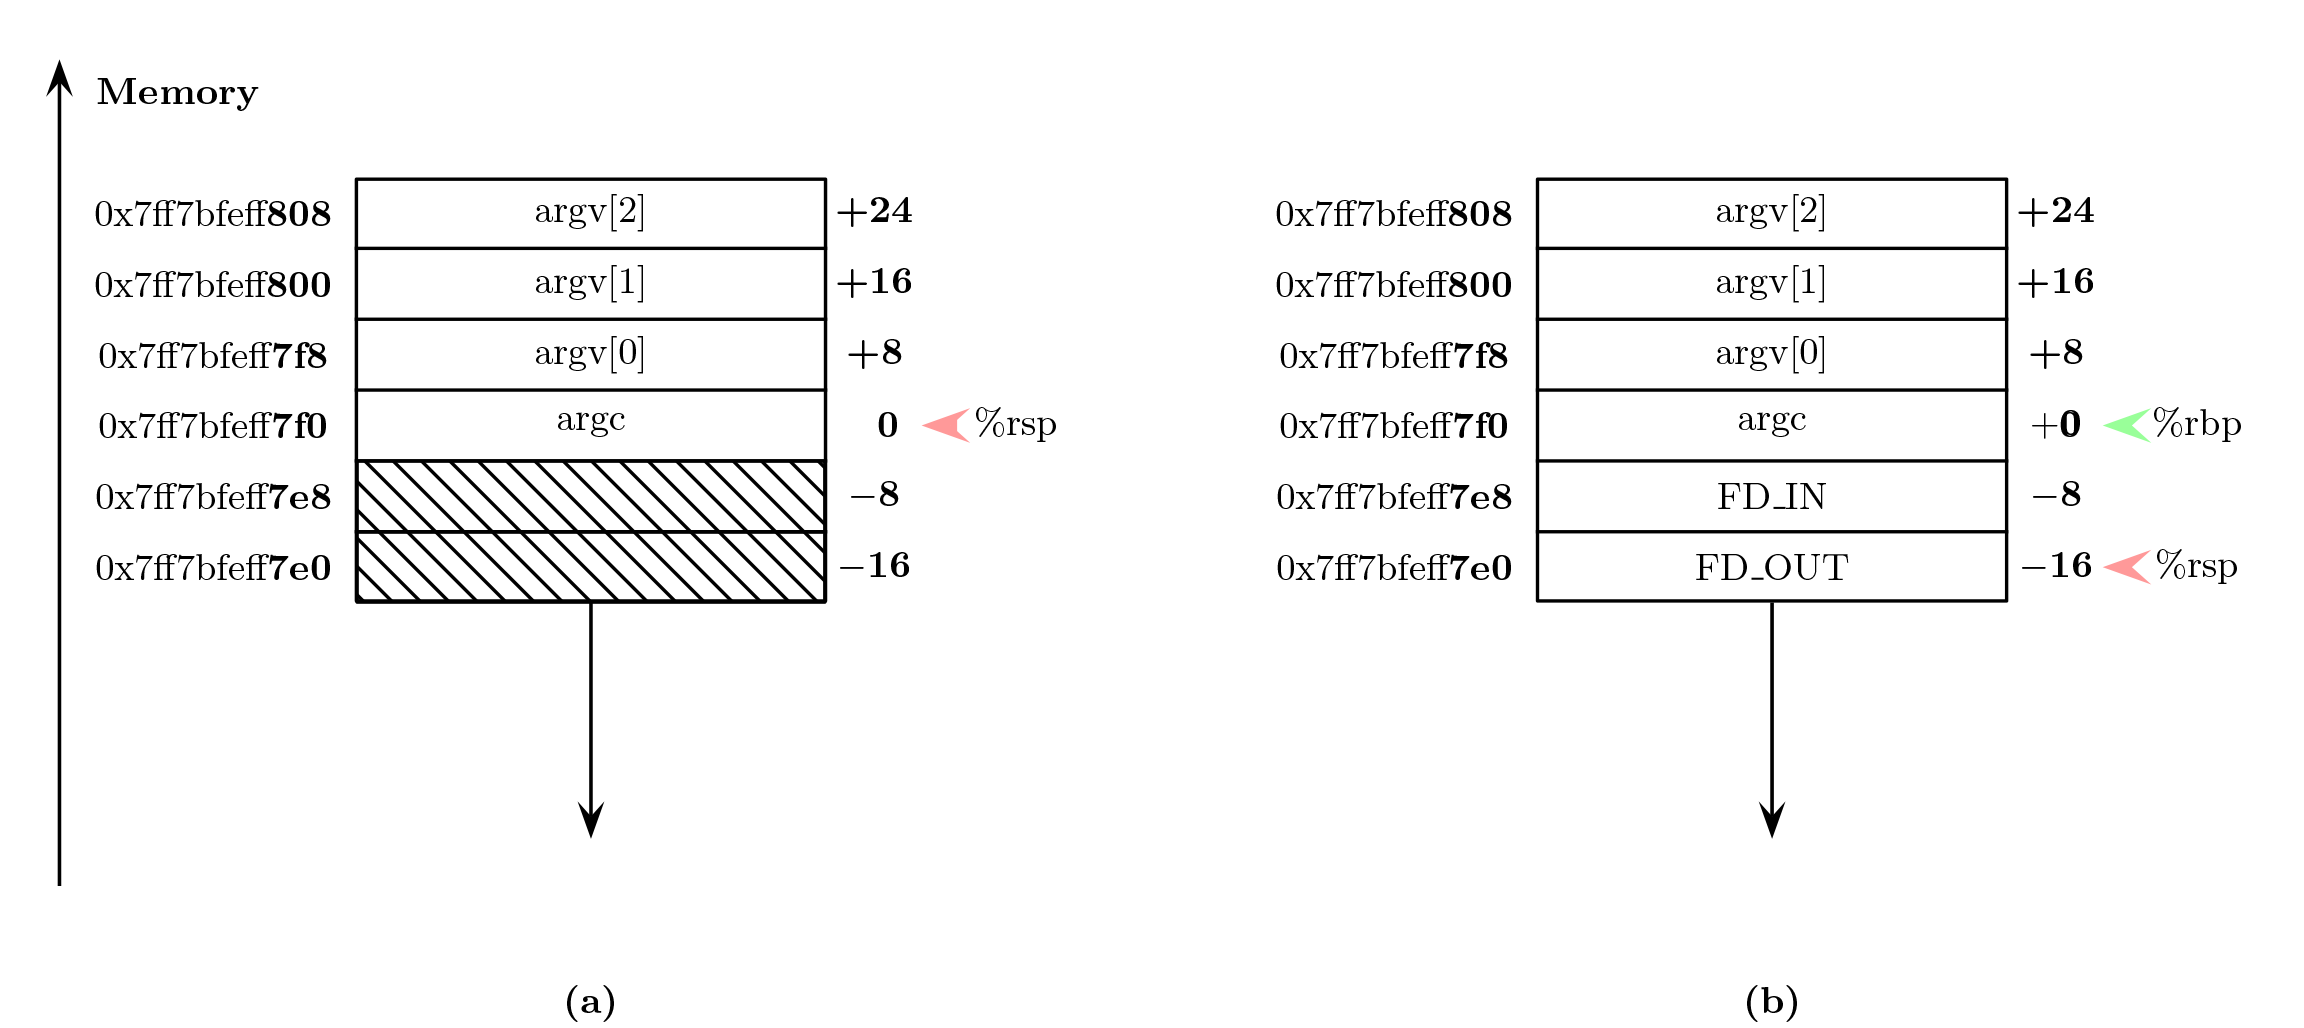 Memory
0x7ff7bfeff808 argv[2] +24
0x7ff7bfeff800 argv[1] +16
0x7ff7bfeff7f8 argv[0] +8
0x7ff7bfeff7f0 argc 0 %rsp
0x7ff7bfeff7e8 −8
0x7ff7bfeff7e0 −16
(a)
0x7ff7bfeff808 argv[2] +24
0x7ff7bfeff800 argv[1] +16
0x7ff7bfeff7f8 argv[0] +8
0x7ff7bfeff7f0 argc +0 %rbp
0x7ff7bfeff7e8 FD_IN −8
0x7ff7bfeff7e0 FD_OUT −16 %rsp
(b)